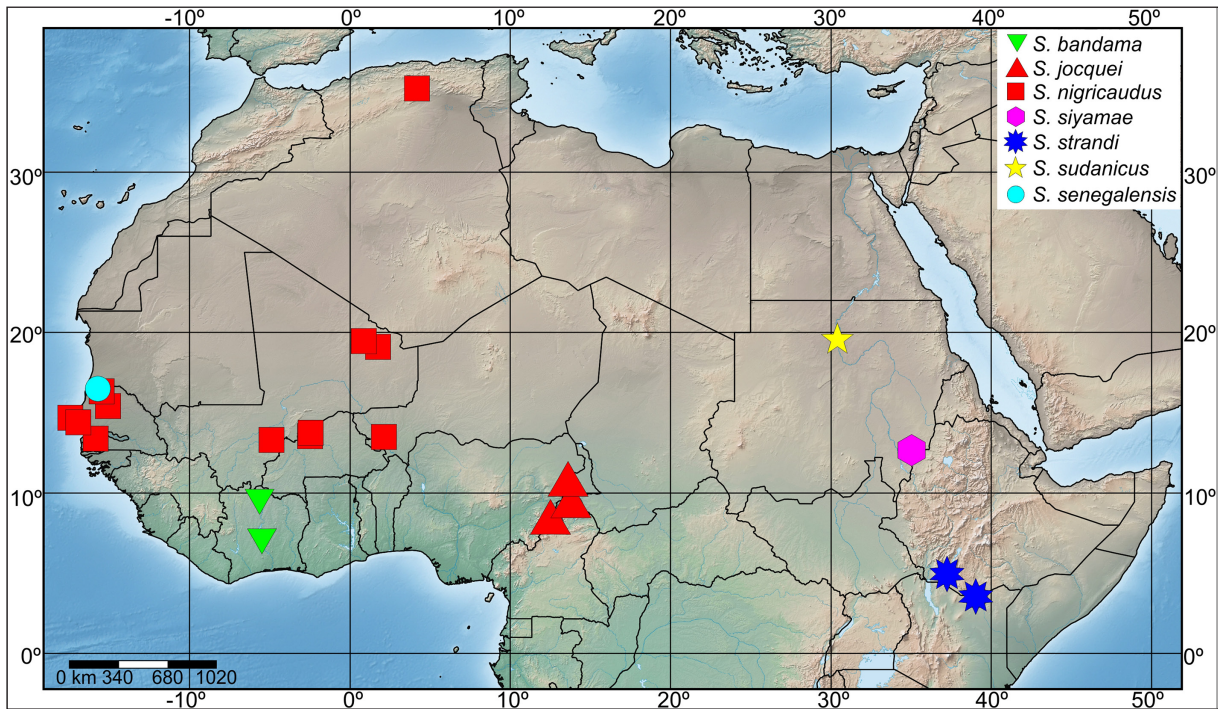 -10º 0º 10º 20º 30º 40º 50º
S. bandama
S. jocquei
S. nigricaudus
S. siyamae
S. strandi
S. sudanicus
S. senegalensis
30º 30º
20º 20º
10º 10º
0º 0º
0 km 340 680 1020
-10º 0º 10º 20º 30º 40º 50º